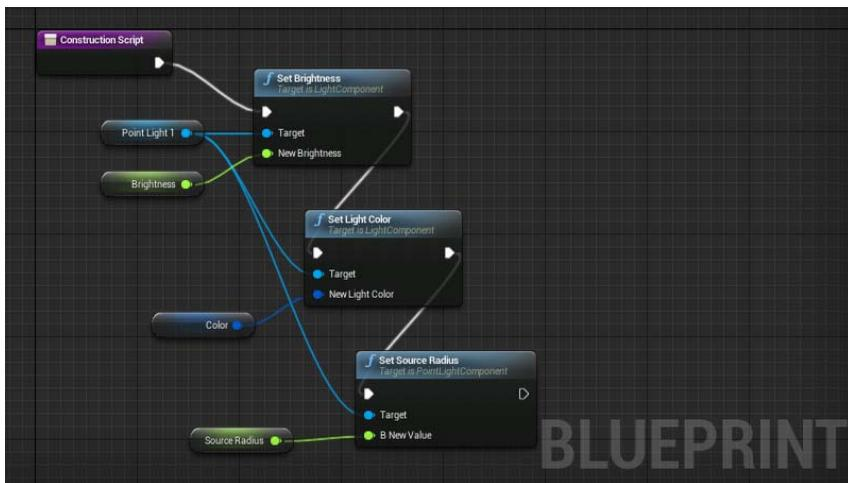 Construction Script
Set Brightness
Target is LightComponent
Point Light 1
Target
New Brightness
Brightness
Set Light Color
Target is LightComponent
Target
New Light Color
Color
Set Source Radius
Target is PointLightComponent
Target
B New Value
Source Radius
BLUEPRINT